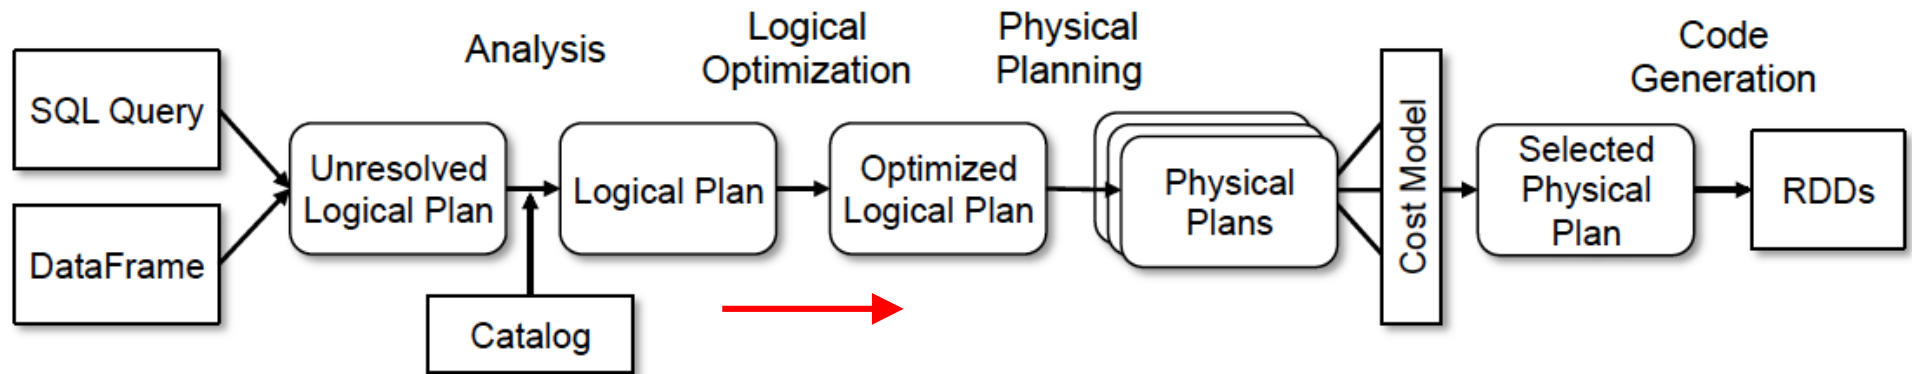 Analysis
Logical
Optimization
Physical
Planning
Code
Generation
SQL Query
DataFrame
Unresolved
Logical Plan
Catalog
Logical Plan
Optimized
Logical Plan
Physical
Plans
Cost Model
Selected
Physical
Plan
RDDs